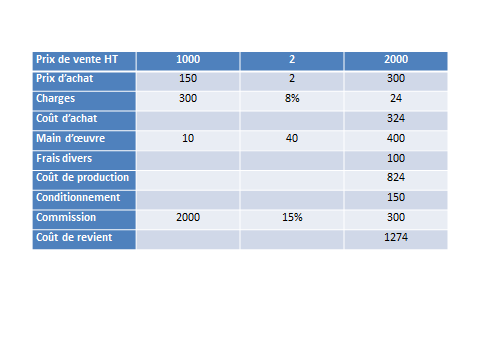 Prix de vente HT 1000 2 2000
Prix d’achat 150 2 300
Charges 300 8% 24
Coût d’achat 324
Main d’œuvre 10 40 400
Frais divers 100
Coût de production 824
Conditionnement 150
Commission 2000 15% 300
Coût de revient 1274